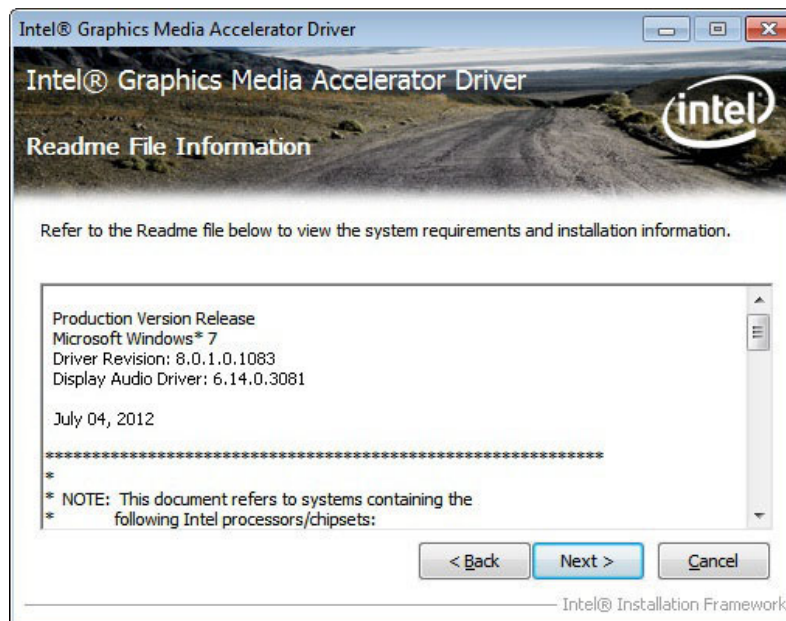 Intel® Graphics Media Accelerator Driver
Intel® Graphics Media Accelerator Driver
intel
Readme File Information
Refer to the Readme file below to view the system requirements and installation information.
Production Version Release
Microsoft Windows* 7
Driver Revision: 8.0.1.0.1083
Display Audio Driver: 6.14.0.3081
July 04, 2012
************************************************************
*
* NOTE: This document refers to systems containing the
* following Intel processors/chipsets:
< Back Next > Cancel
Intel® Installation Framework